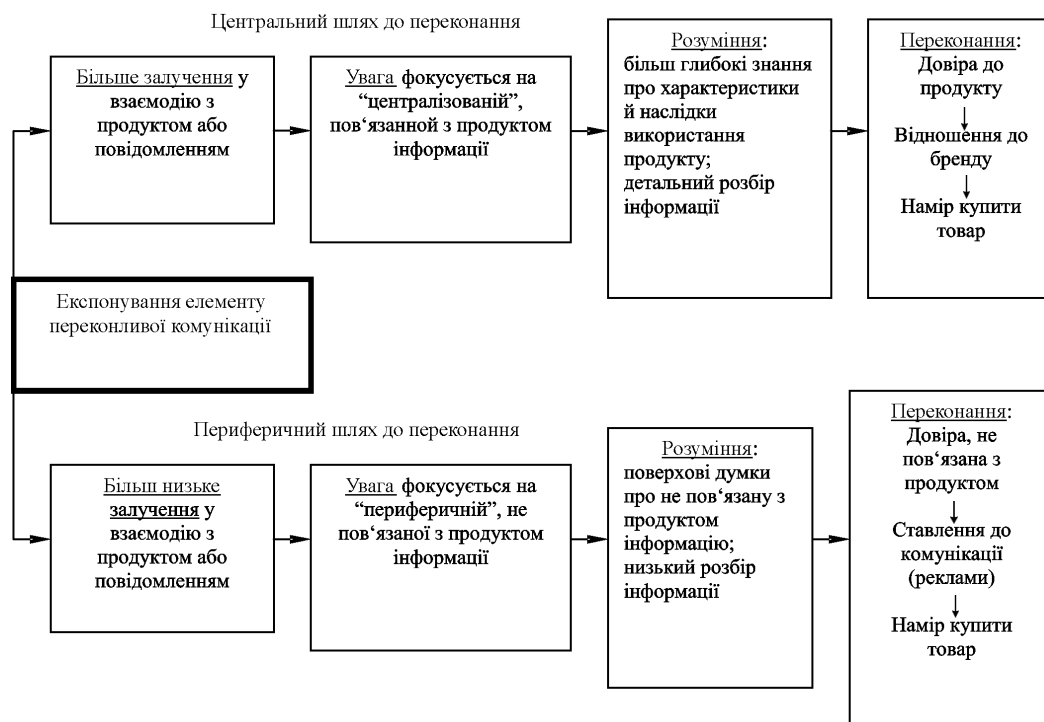 Центральний шлях до переконання
Більше залучення у
взаємодію з
продуктом або
повідомленням
Увага фокусується на
“централізованій”,
пов‘язанной з продуктом
інформації
Розуміння:
більш глибокі знання
про характеристики
й наслідки
використання
продукту;
детальний розбір
інформації
Переконання:
Довіра до
продукту
Відношення до
бренду
Намір купити
товар
Експонування елементу
переконливої комунікації
Периферичний шлях до переконання
Більш низьке
залучення у
взаємодію з
продуктом або
повідомленням
Увага фокусується на
“периферичній”, не
пов‘язаної з продуктом
інформації
Розуміння:
поверхові думки
про не пов‘язану з
продуктом
інформацію;
низький розбір
інформації
Переконання:
Довіра, не
пов‘язана з
продуктом
Ставлення до
комунікації
(реклами)
Намір купити
товар